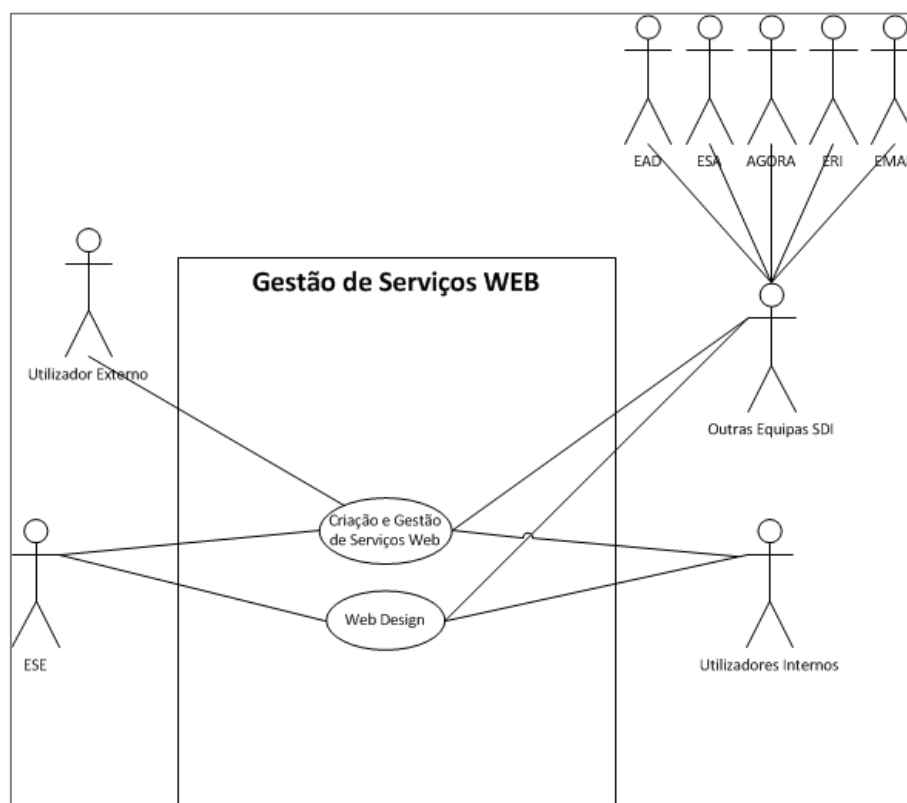 EAD ESA AGORA ERI
Gestão de Serviços WEB
Utilizador Externo
Outras Equipas SDI
Criação e Gestão
de Serviços Web
Web Design
ESE
Utilizadores Internos